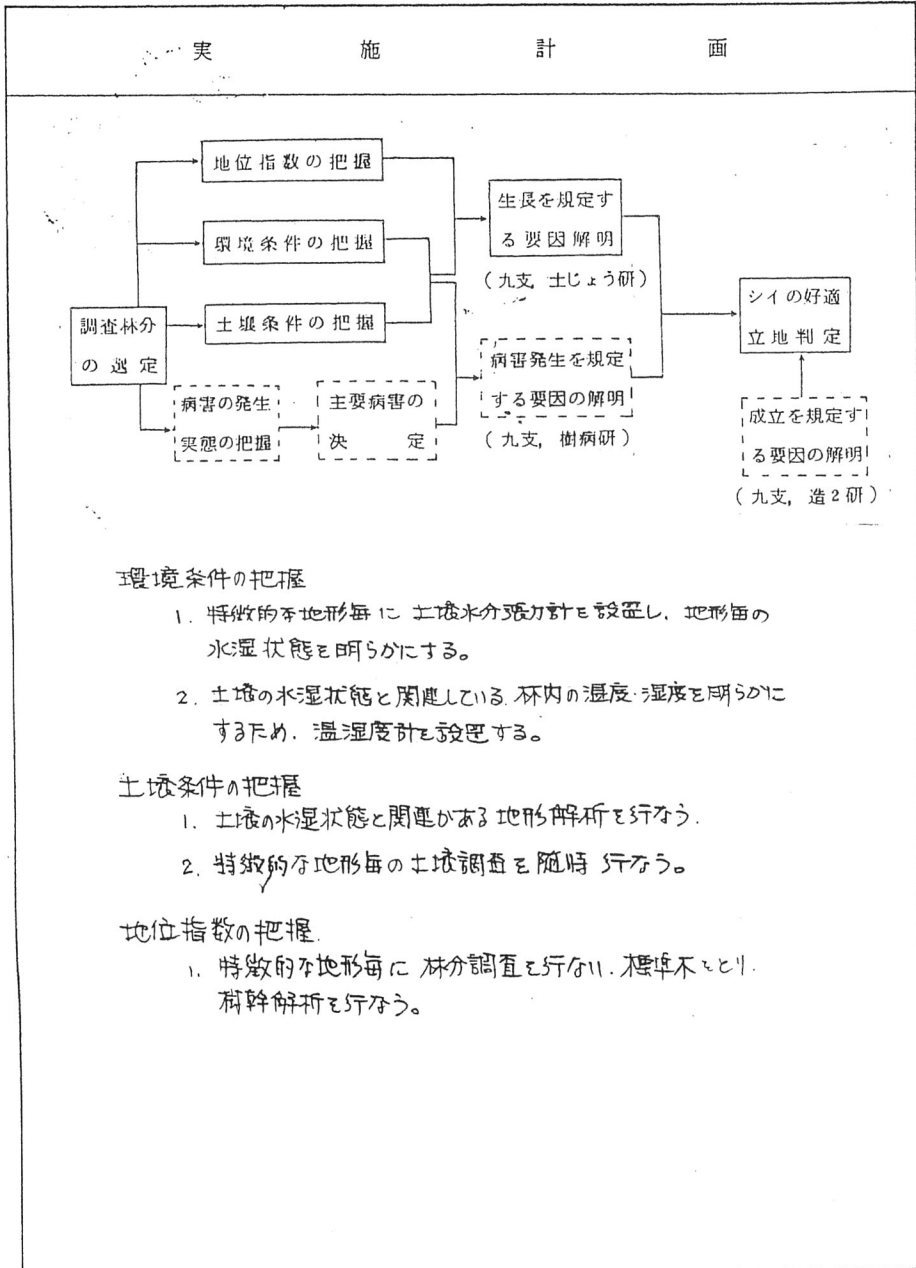 実施計画
地位指数の把握
環境条件の把握
土壌条件の把握
調査林分
の選定
病害の発生
実態の把握
主要病害の
決定
生長を規定す
る要因解明
(九支, 土じょう研)
病害発生を規定
する要因の解明
(九支, 樹病研)
シイの好適
立地判定
成立を規定す
る要因の解明
(九支, 造2研)
環境条件の把握
1. 特徴的な地形毎に土壌水分張力計を設置し、地形毎の
水湿状態を明らかにする。
2. 土壌の水湿状態と関連している林内の温度・湿度を明らかに
するため、温湿度計を設置する。
土壌条件の把握
1. 土壌の水湿状態と関連がある地形解析を行なう.
2. 特徴的な地形毎の土壌調査を随時行なう。
地位指数の把握.
1. 特徴的な地形毎に林分調査を行ない、標準木をとり.
樹幹解析を行なう。